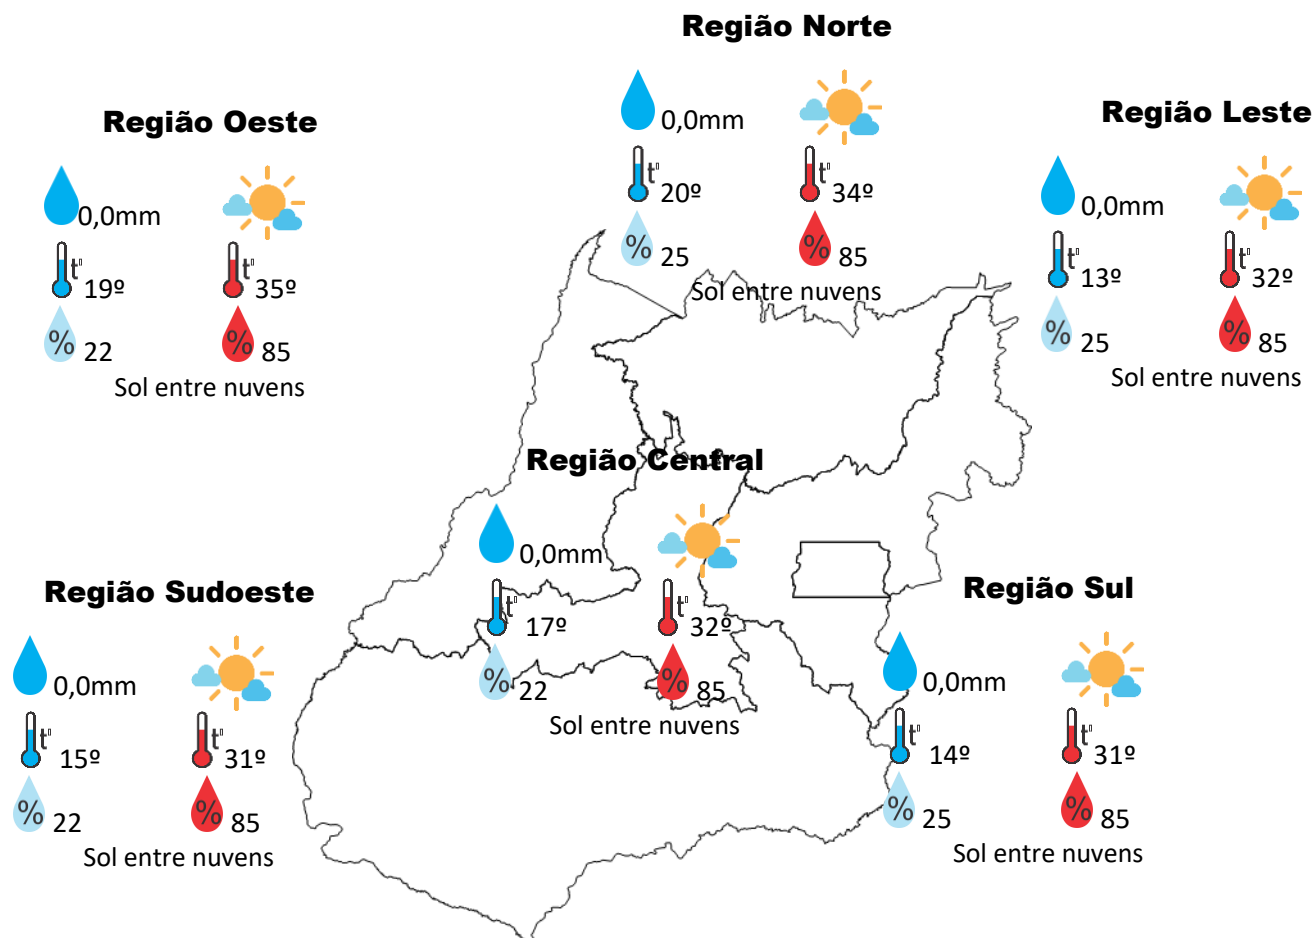 Região Norte
0,0mm
t°
20º
34º
%
25
%
85
Sol entre nuvens
Região Oeste
0,0mm
t°
19º
t°
35º
%
22
%
85
Sol entre nuvens
Região Leste
0,0mm
t°
13º
t°
32º
%
25
%
85
Sol entre nuvens
Região Central
0,0mm
t°
17º
t°
32º
%
22
%
85
Sol entre nuvens
Região Sudoeste
0,0mm
t°
15º
t°
31º
%
22
%
85
Sol entre nuvens
Região Sul
0,0mm
t°
14º
t°
31º
%
25
%
85
Sol entre nuvens